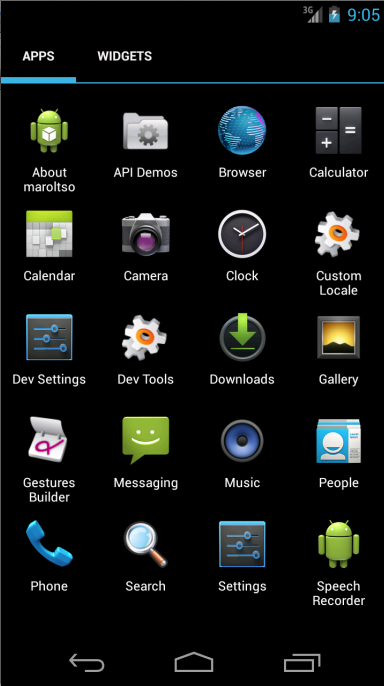 3G 9:05
APPS WIDGETS
About maroltso
API Demos
Browser
Calculator
Calendar
Camera
Clock
Custom Locale
Dev Settings
Dev Tools
Downloads
Gallery
Gestures Builder
Messaging
Music
People
Phone
Search
Settings
Speech Recorder